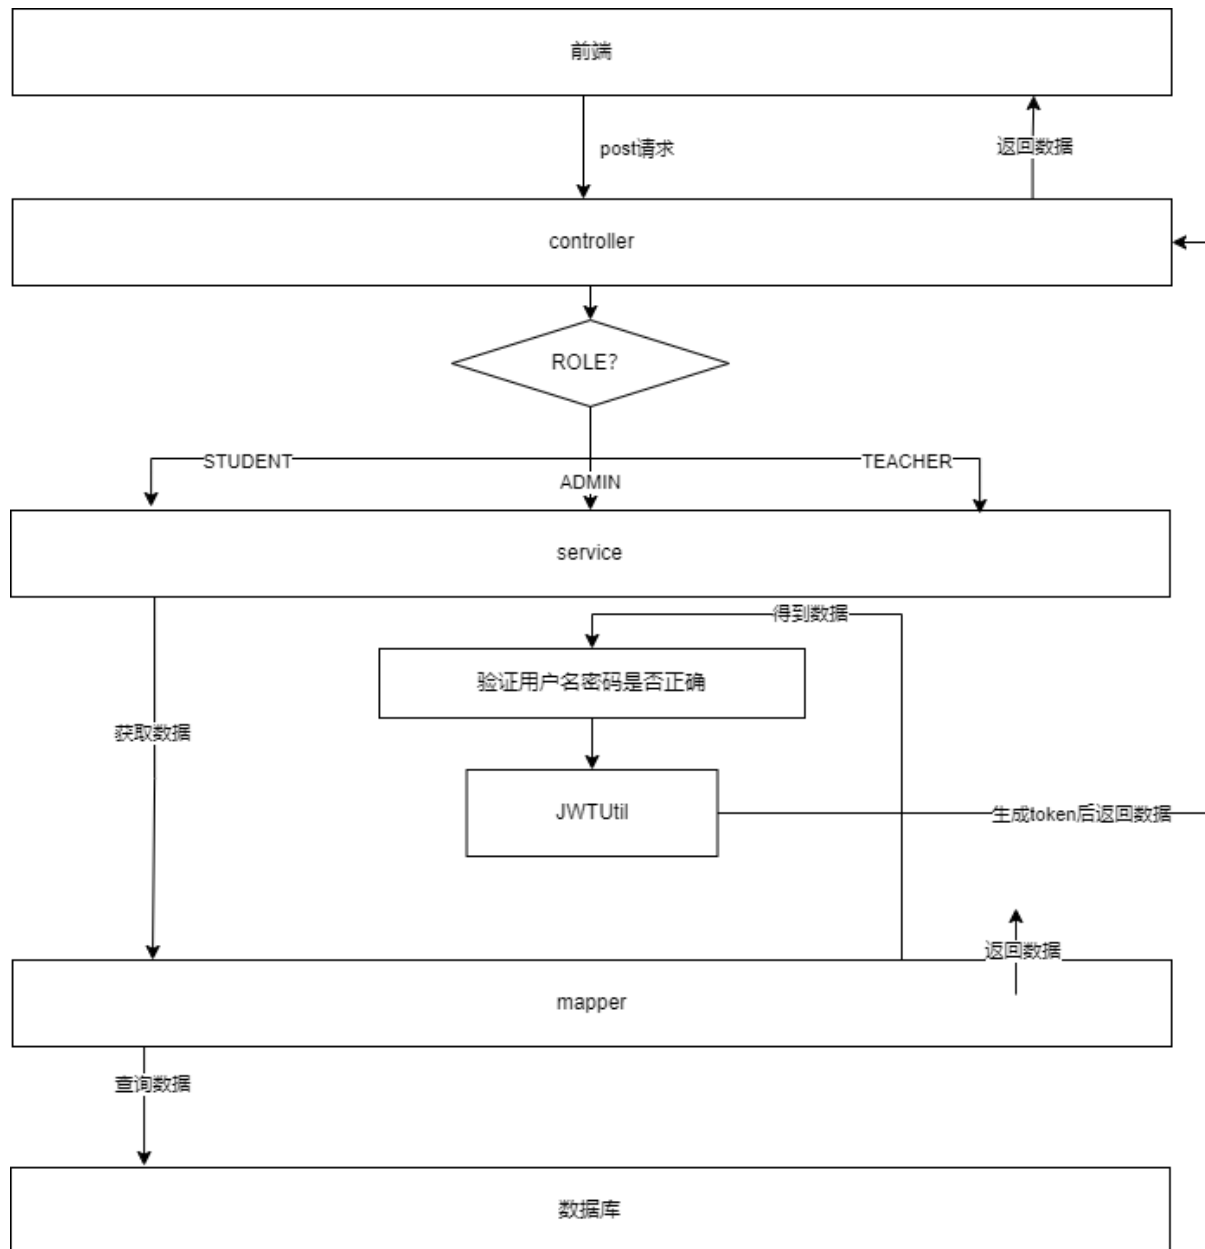 前端
post请求
返回数据
controller
ROLE？
STUDENT
TEACHER
ADMIN
service
得到数据
验证用户名密码是否正确
获取数据
JWTUtil
生成token后返回数据
返回数据
mapper
查询数据
数据库